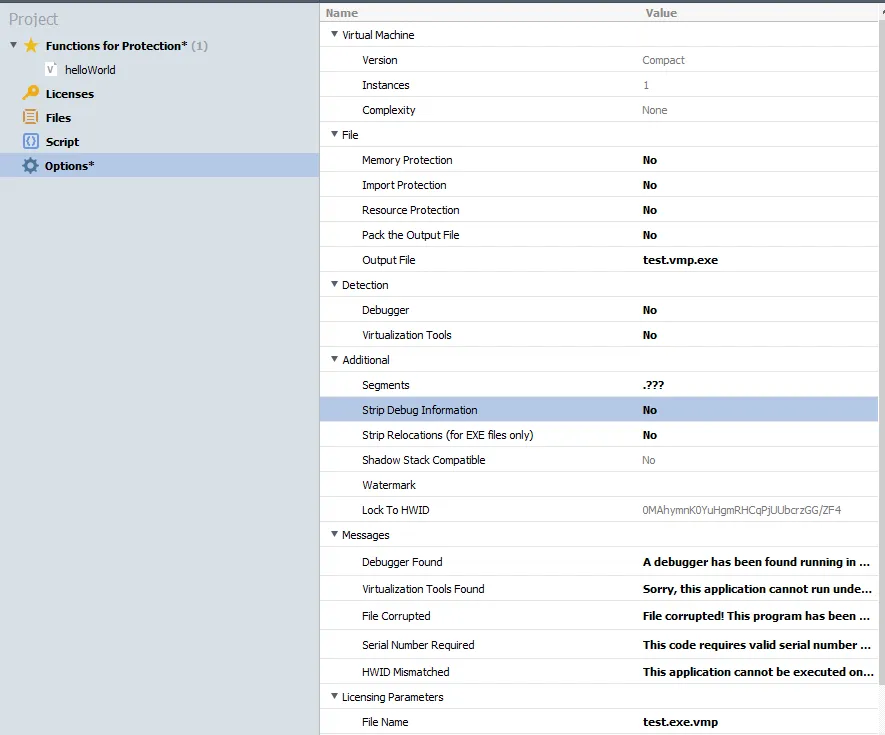 Project
Functions for Protection* (1)
V helloWorld
Licenses
Files
Script
Options*
Name Value
Virtual Machine
Version Compact
Instances 1
Complexity None
File
Memory Protection No
Import Protection No
Resource Protection No
Pack the Output File No
Output File test.vmp.exe
Detection
Debugger No
Virtualization Tools No
Additional
Segments .???
Strip Debug Information No
Strip Relocations (for EXE files only) No
Shadow Stack Compatible No
Watermark
Lock To HWID 0MAhymnK0YuHgmRHCqPjUUbcrzGG/ZF4
Messages
Debugger Found A debugger has been found running in ...
Virtualization Tools Found Sorry, this application cannot run unde...
File Corrupted File corrupted! This program has been ...
Serial Number Required This code requires valid serial number ...
HWID Mismatched This application cannot be executed on...
Licensing Parameters
File Name test.exe.vmp